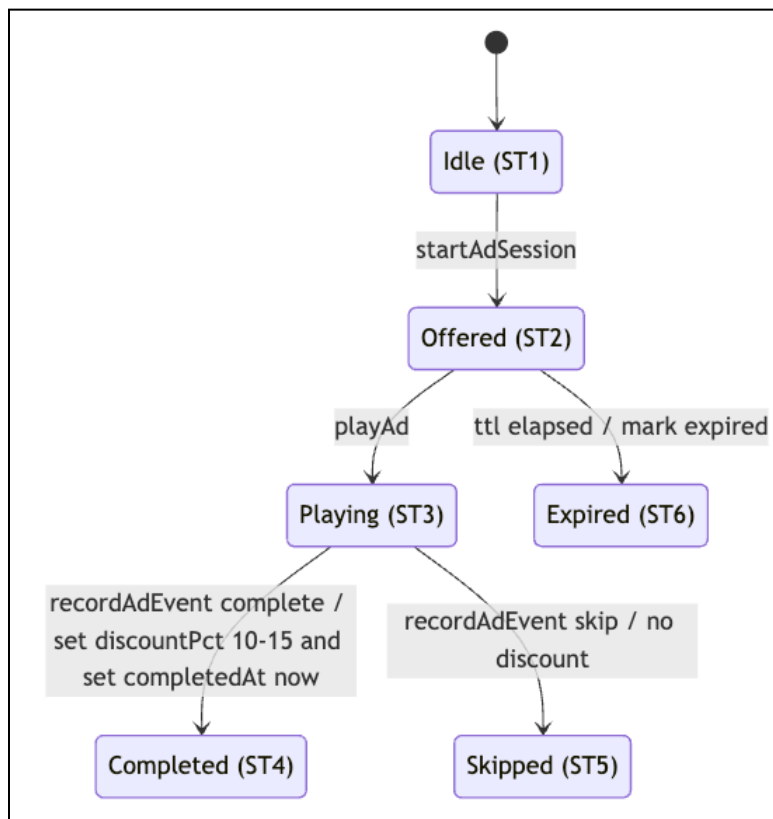 Idle (ST1)
startAdSession
Offered (ST2)
playAd
ttl elapsed / mark expired
Playing (ST3)
Expired (ST6)
recordAdEvent complete /
set discountPct 10-15 and
set completedAt now
recordAdEvent skip / no
discount
Completed (ST4)
Skipped (ST5)